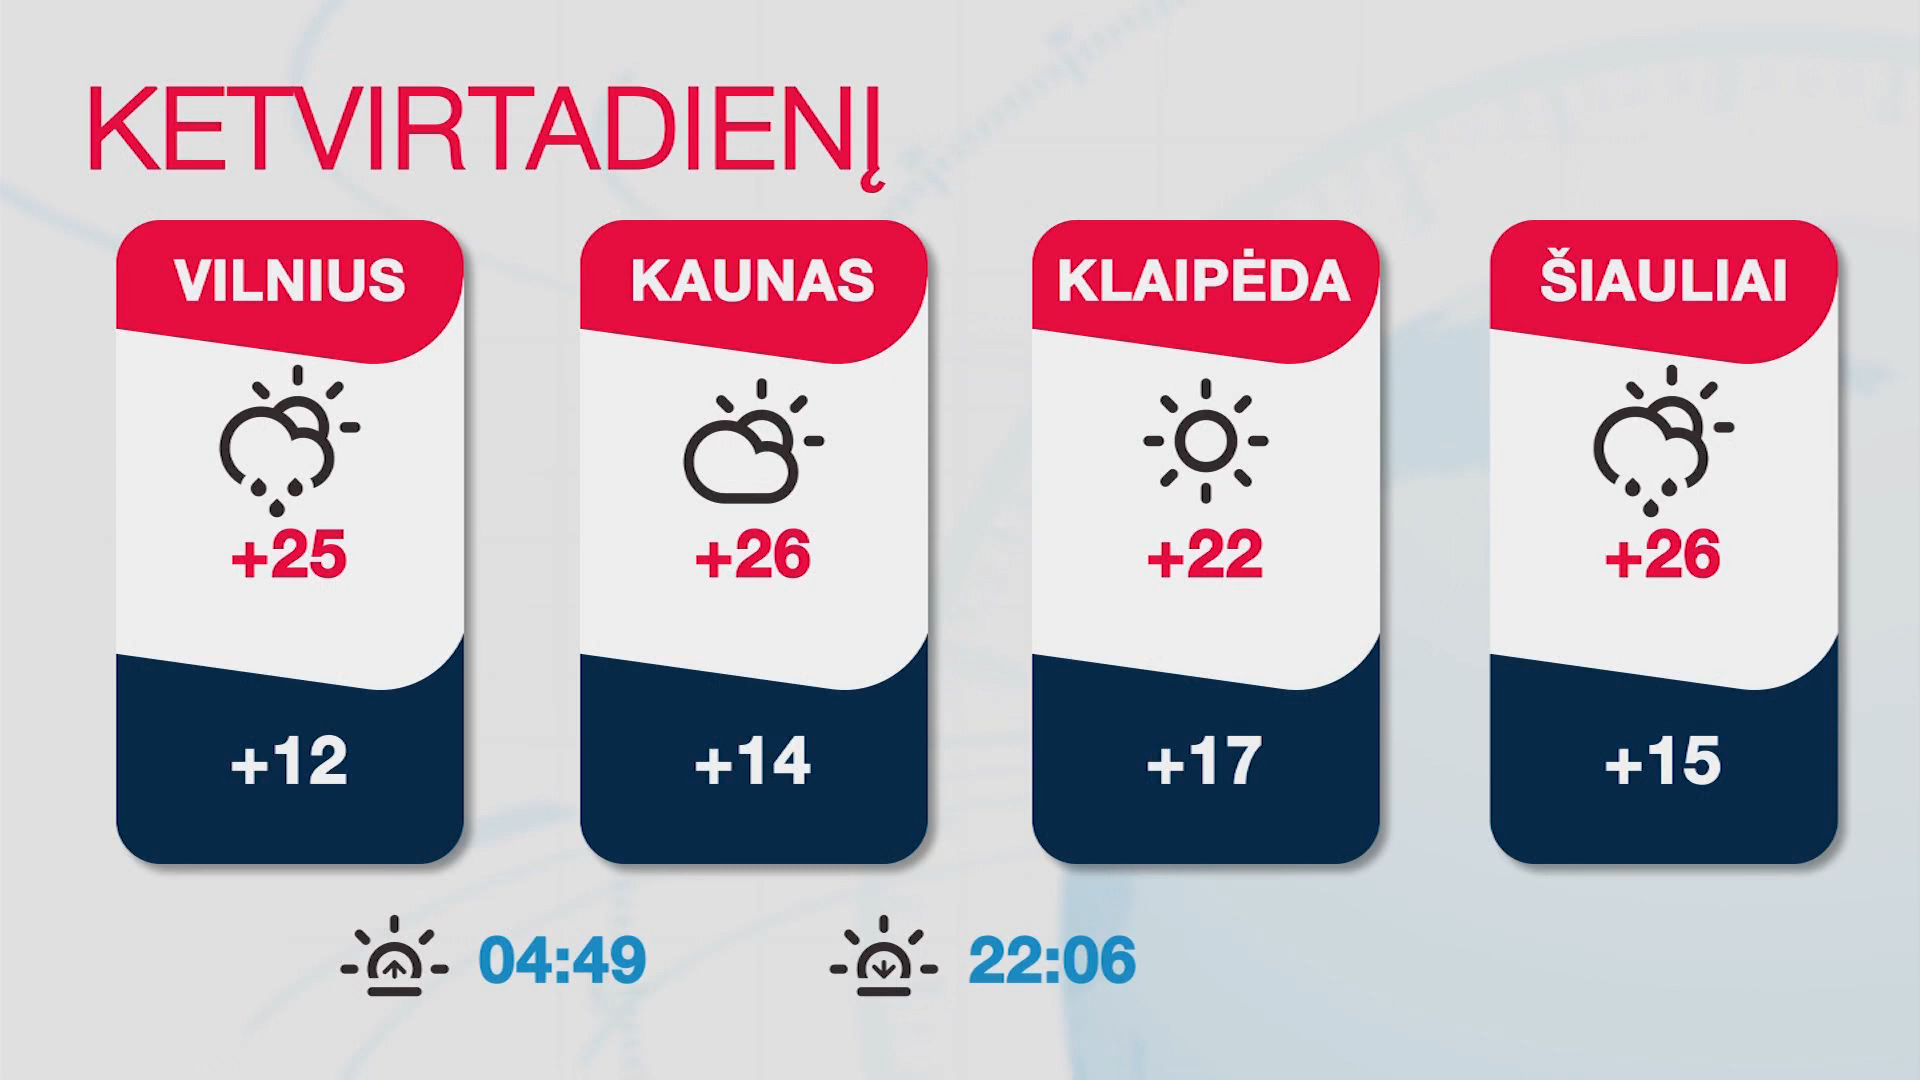 KETVIRTADIENĮ
VILNIUS
+25
+12
KAUNAS
+26
+14
KLAIPĖDA
+22
+17
ŠIAULIAI
+26
+15
04:49
22:06